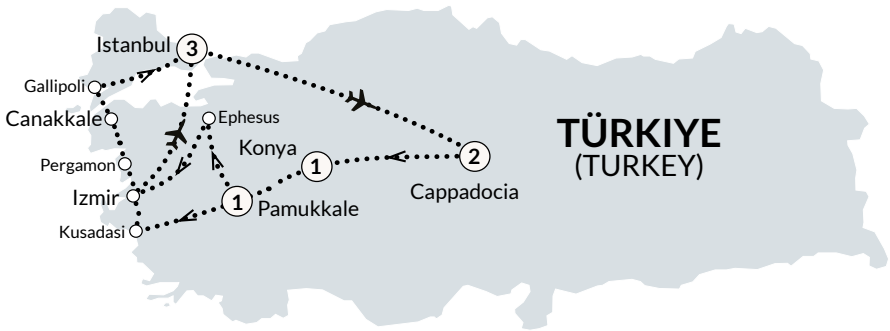 Istanbul 3
Gallipoli
Canakkale
Ephesus
Pergamon
Konya 1
2
Cappadocia
Izmir
1 Pamukkale
Kusadasi
TÜRKIYE
(TURKEY)